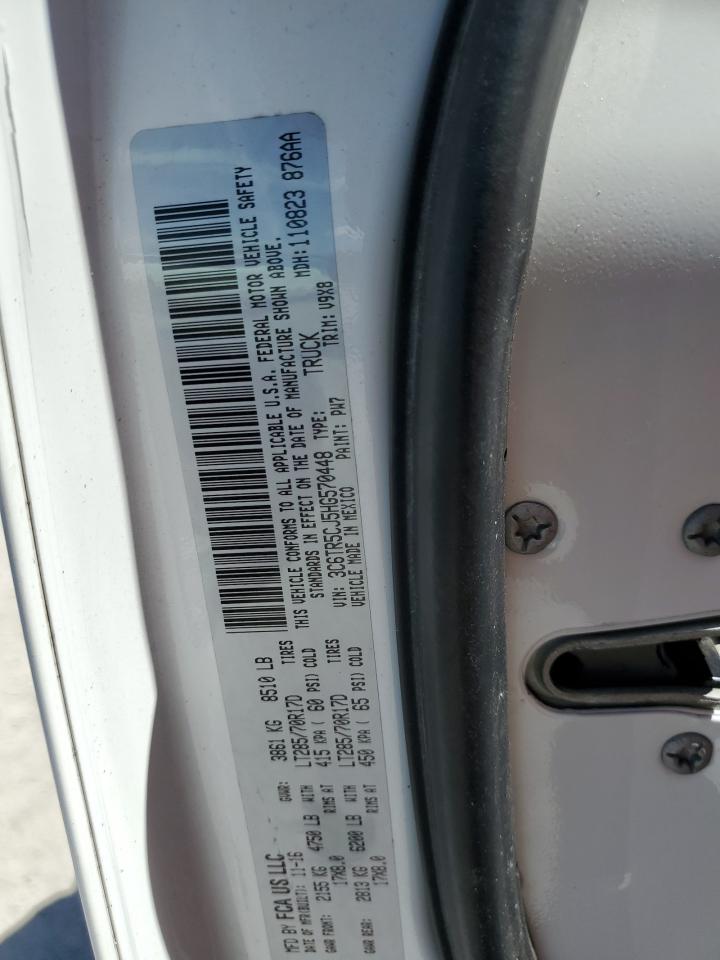 MFD BY FCA US LLC
DATE OF MFR(BUILT): 11-16 GVWR: 3861 KG 8510 LB
GAWR FRONT: 2155 KG 4750 LB WITH LT285/70R17D TIRES
17X8.0 RIMS AT 415 KPA ( 60 PSI) COLD
GAWR REAR: 2813 KG 6200 LB WITH LT285/70R17D TIRES
17X8.0 RIMS AT 450 KPA ( 65 PSI) COLD
THIS VEHICLE CONFORMS TO ALL APPLICABLE U.S.A. FEDERAL MOTOR VEHICLE SAFETY
STANDARDS IN EFFECT ON THE DATE OF MANUFACTURE SHOWN ABOVE.
VIN: 3C6TR5CJ5HG570448 TYPE: TRUCK MDH: 110823 876AA
VEHICLE MADE IN MEXICO PAINT: PW7 TRIM: V9X8